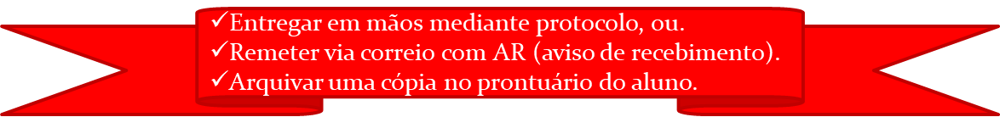 ✓Entregar em mãos mediante protocolo, ou.
✓Remeter via correio com AR (aviso de recebimento).
✓Arquivar uma cópia no prontuário do aluno.